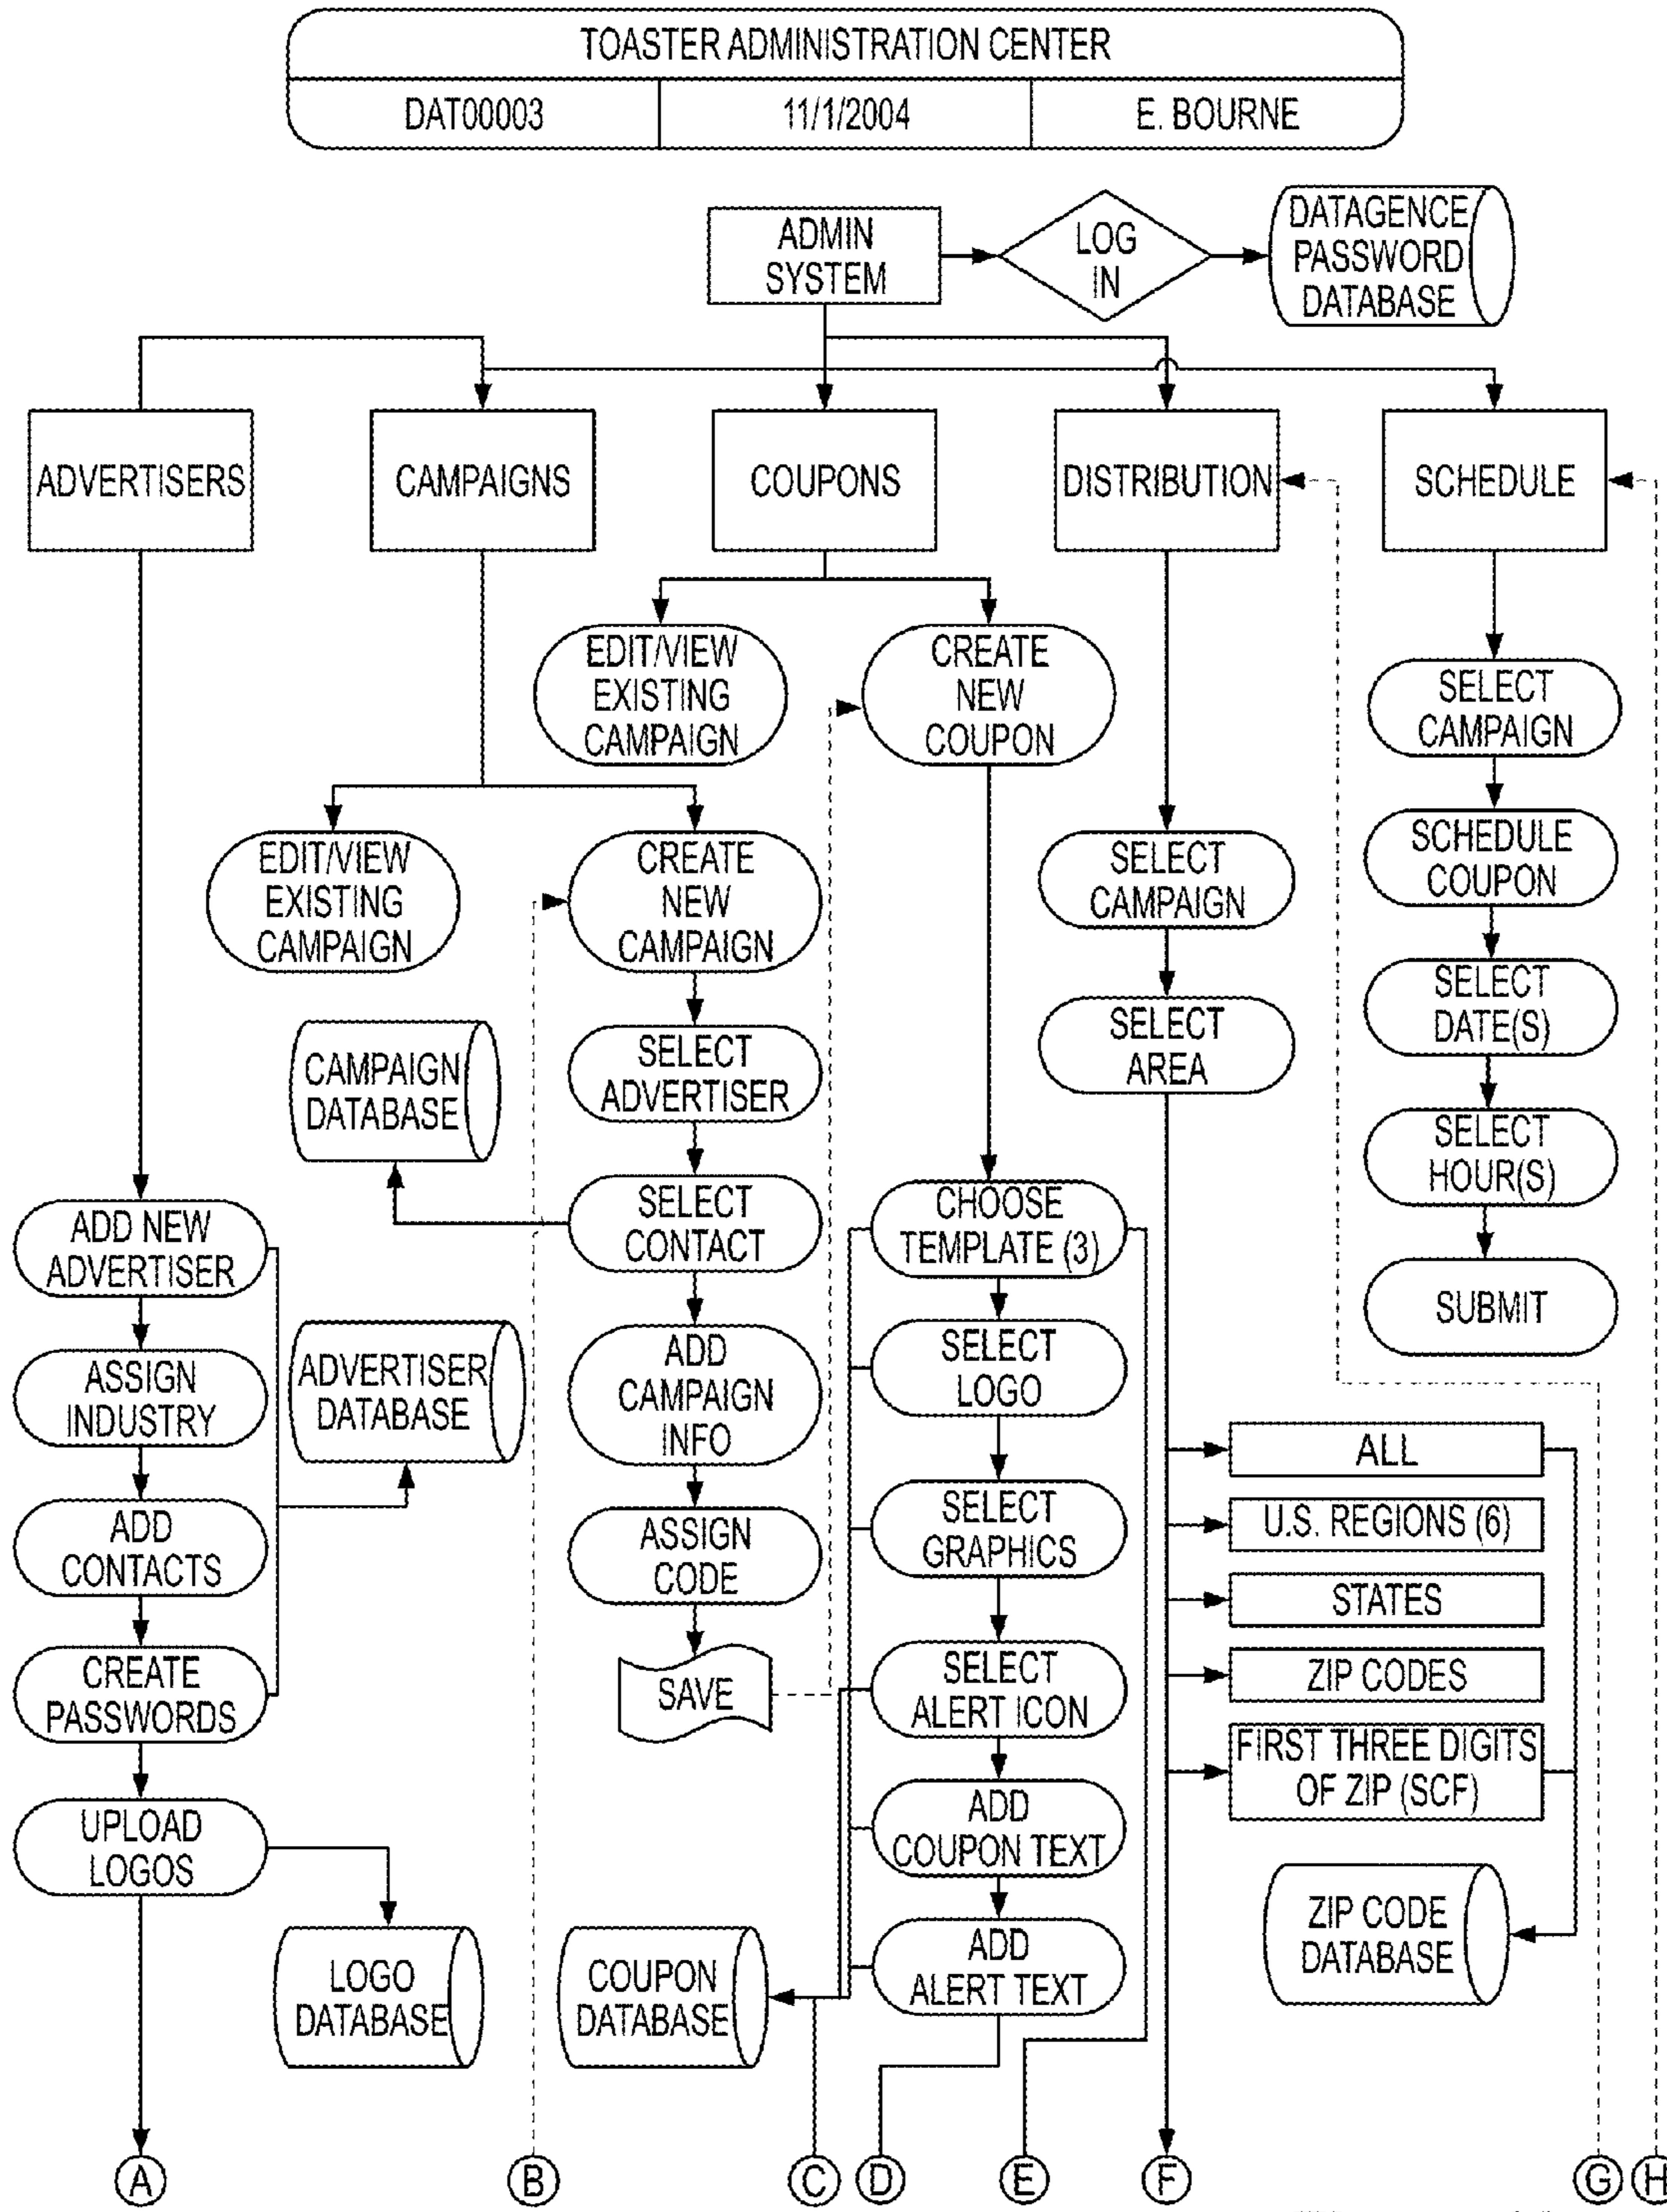 TOASTER ADMINISTRATION CENTER
DAT00003
11/1/2004
E. BOURNE
ADMIN
SYSTEM
LOG
IN
DATAGENCE
PASSWORD
DATABASE
ADVERTISERS
CAMPAIGNS
COUPONS
DISTRIBUTION
SCHEDULE
EDIT/VIEW
EXISTING
CAMPAIGN
CREATE
NEW
COUPON
SELECT
CAMPAIGN
EDIT/VIEW
EXISTING
CAMPAIGN
CREATE
NEW
CAMPAIGN
SELECT
CAMPAIGN
SCHEDULE
COUPON
SELECT
AREA
SELECT
DATE(S)
CAMPAIGN
DATABASE
SELECT
ADVERTISER
SELECT
HOUR(S)
ADD NEW
ADVERTISER
SELECT
CONTACT
CHOOSE
TEMPLATE (3)
SUBMIT
ASSIGN
INDUSTRY
ADVERTISER
DATABASE
ADD
CAMPAIGN
INFO
SELECT
LOGO
ALL
U.S. REGIONS (6)
STATES
ZIP CODES
FIRST THREE DIGITS
OF ZIP (SCF)
ADD
CONTACTS
ASSIGN
CODE
SELECT
GRAPHICS
CREATE
PASSWORDS
SAVE
SELECT
ALERT ICON
UPLOAD
LOGOS
ADD
COUPON TEXT
LOGO
DATABASE
COUPON
DATABASE
ADD
ALERT TEXT
ZIP CODE
DATABASE
A
B
C
D
E
F
G
H